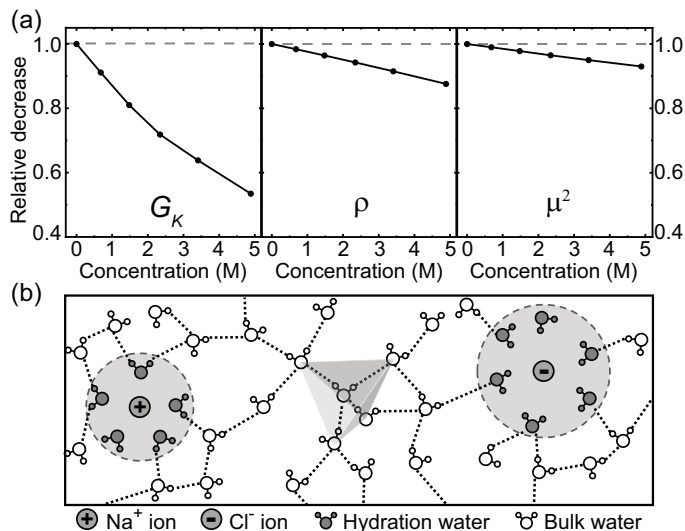 (a)
1.0
0.8
0.6
0.4
Relative decrease
G_K
ρ
μ²
1.0
0.8
0.6
0.4
0 1 2 3 4 5
0 1 2 3 4 5
0 1 2 3 4 5
Concentration (M)
Concentration (M)
Concentration (M)
(b)
+
-
+ Na⁺ ion - Cl⁻ ion Hydration water Bulk water